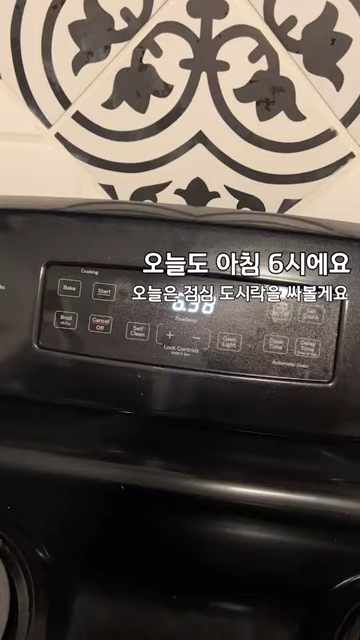 오늘도 아침 6시에요
오늘은 점심 도시락을 싸볼게요
Cooking
Bake
Start
Broil
Hi/Lo
Cancel
Off
Self
Clean
+
−
Lock Controls
Oven
Light
Cook
Time
Delay
Time
Automatic Oven